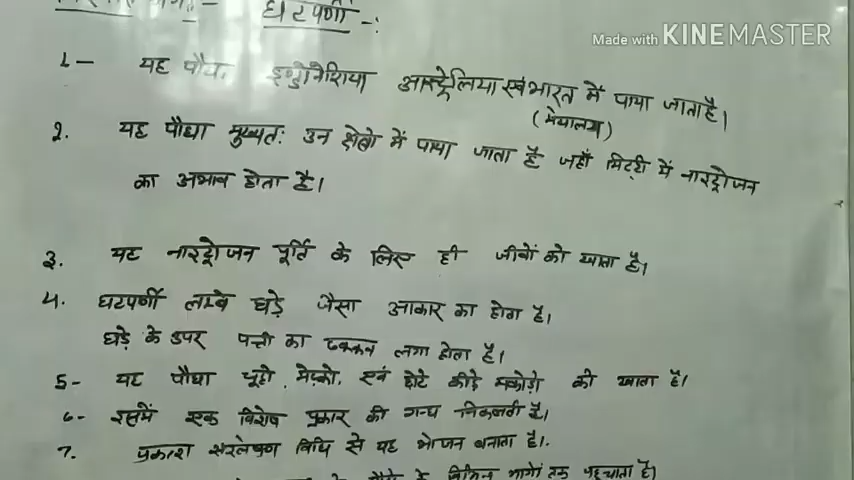 घटपर्णी -:
Made with KINEMASTER
1- यह पौधा इण्डोनेशिया आस्ट्रेलिया एवं भारत में पाया जाता है।
(मेघालय)
2. यह पौधा मुख्यतः उन क्षेत्रो में पाया जाता है जहाँ मिट्टी में नाइट्रोजन
का अभाव होता है।
3. यह नाइट्रोजन पूर्ति के लिए ही जीवों को खाता है।
4. घटपर्णी लम्बे घड़े जैसा आकार का होता है।
घड़े के उपर पत्ती का ढक्कन लगा होता है।
5- यह पौधा चूहो, मेढ़को, एवं छोटे कीड़े मकोड़ो को खाता है।
6- इसमें एक विशेष प्रकार की गन्ध निकलती है।
7. प्रकाश संश्लेषण विधि से यह भोजन बनाता है।
के विभिन्न भागों तक पहुचाता है।